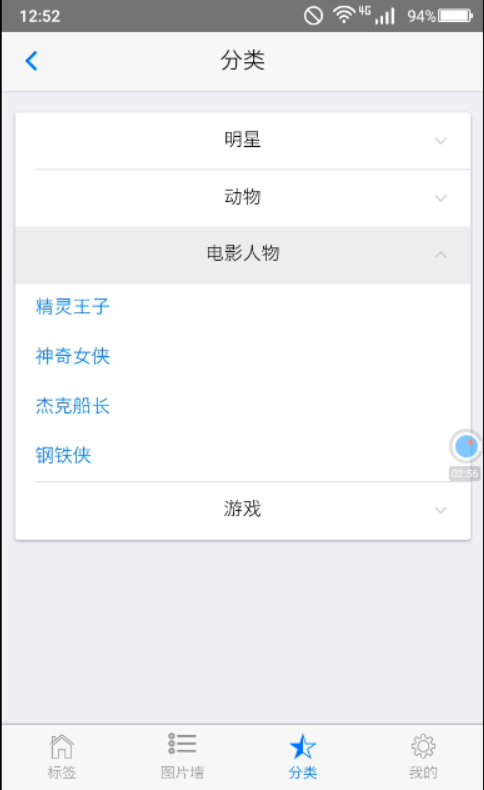 12:52
4G
94%
分类
明星
动物
电影人物
精灵王子
神奇女侠
杰克船长
钢铁侠
02:56
游戏
标签
图片墙
分类
我的